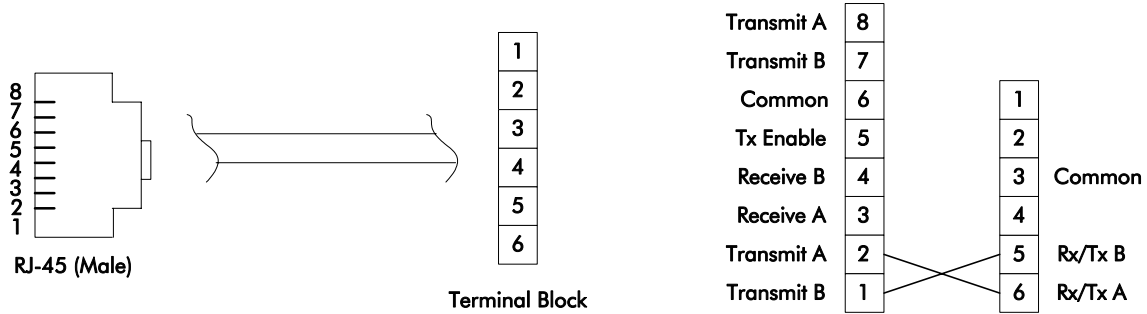 8
7
6
5
4
3
2
1
RJ-45 (Male)
1
2
3
4
5
6
Terminal Block
Transmit A 8
Transmit B 7
Common 6
Tx Enable 5
Receive B 4
Receive A 3
Transmit A 2
Transmit B 1
1
2
3 Common
4
5 Rx/Tx B
6 Rx/Tx A